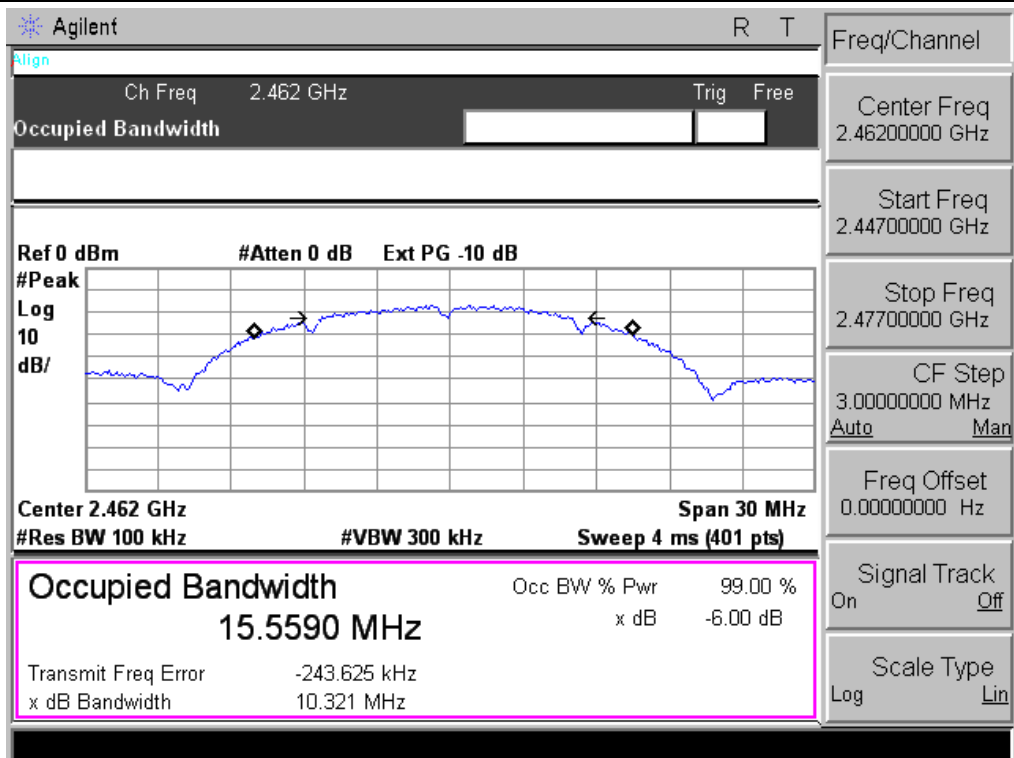 Agilent R T
Align
Ch Freq 2.462 GHz Trig Free
Occupied Bandwidth
Ref 0 dBm #Atten 0 dB Ext PG -10 dB
#Peak
Log
10
dB/
Center 2.462 GHz Span 30 MHz
#Res BW 100 kHz #VBW 300 kHz Sweep 4 ms (401 pts)
Occupied Bandwidth Occ BW % Pwr 99.00 %
15.5590 MHz x dB -6.00 dB
Transmit Freq Error -243.625 kHz
x dB Bandwidth 10.321 MHz
Freq/Channel
Center Freq
2.46200000 GHz
Start Freq
2.44700000 GHz
Stop Freq
2.47700000 GHz
CF Step
3.00000000 MHz
Auto Man
Freq Offset
0.00000000 Hz
Signal Track
On Off
Scale Type
Log Lin